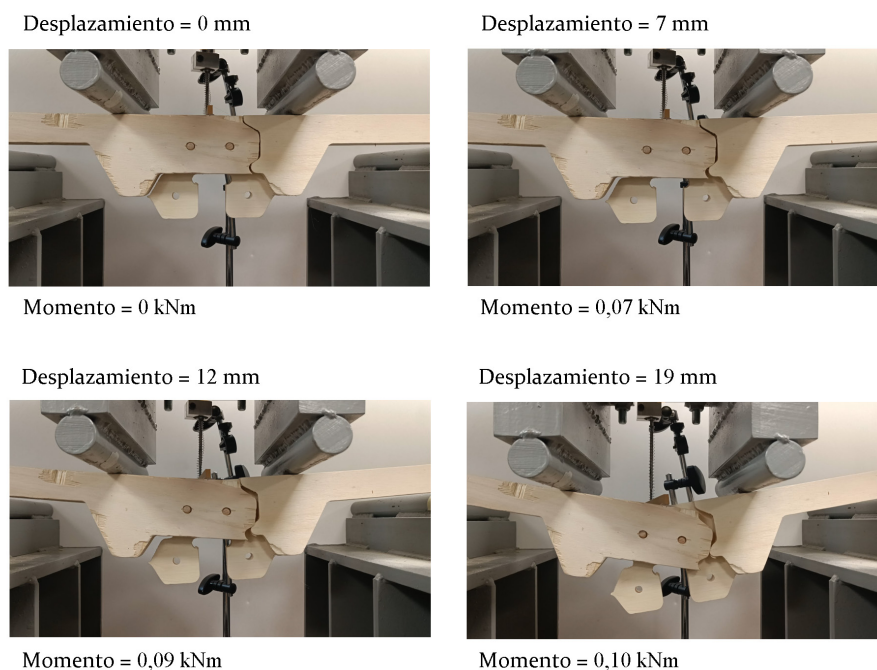 Desplazamiento = 0 mm
Desplazamiento = 7 mm
Momento = 0 kNm
Momento = 0,07 kNm
Desplazamiento = 12 mm
Desplazamiento = 19 mm
Momento = 0,09 kNm
Momento = 0,10 kNm